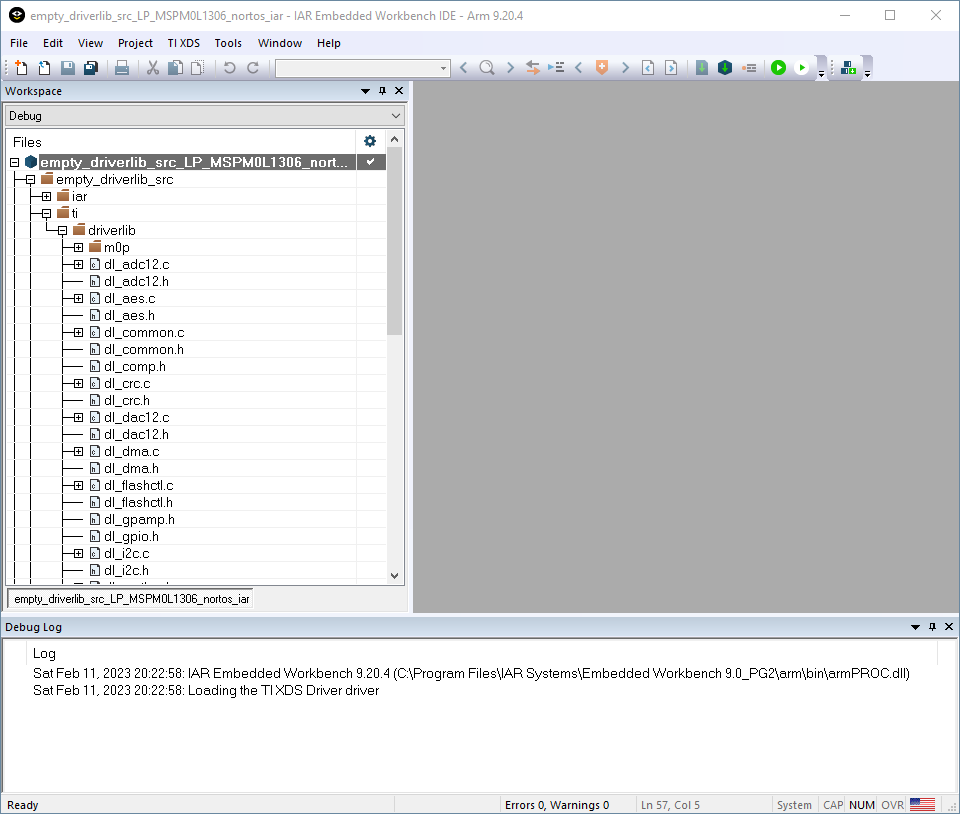 empty_driverlib_src_LP_MSPM0L1306_nortos_iar - IAR Embedded Workbench IDE - Arm 9.20.4
File Edit View Project TI XDS Tools Window Help
Workspace
Debug
Files
empty_driverlib_src_LP_MSPM0L1306_nort...
empty_driverlib_src
iar
ti
driverlib
m0p
dl_adc12.c
dl_adc12.h
dl_aes.c
dl_aes.h
dl_common.c
dl_common.h
dl_comp.h
dl_crc.c
dl_crc.h
dl_dac12.c
dl_dac12.h
dl_dma.c
dl_dma.h
dl_flashctl.c
dl_flashctl.h
dl_gpamp.h
dl_gpio.h
dl_i2c.c
dl_i2c.h
empty_driverlib_src_LP_MSPM0L1306_nortos_iar
Debug Log
Log
Sat Feb 11, 2023 20:22:58: IAR Embedded Workbench 9.20.4 (C:\Program Files\IAR Systems\Embedded Workbench 9.0_PG2\arm\bin\armPROC.dll)
Sat Feb 11, 2023 20:22:58: Loading the TI XDS Driver driver
Ready Errors 0, Warnings 0 Ln 57, Col 5 System CAP NUM OVR